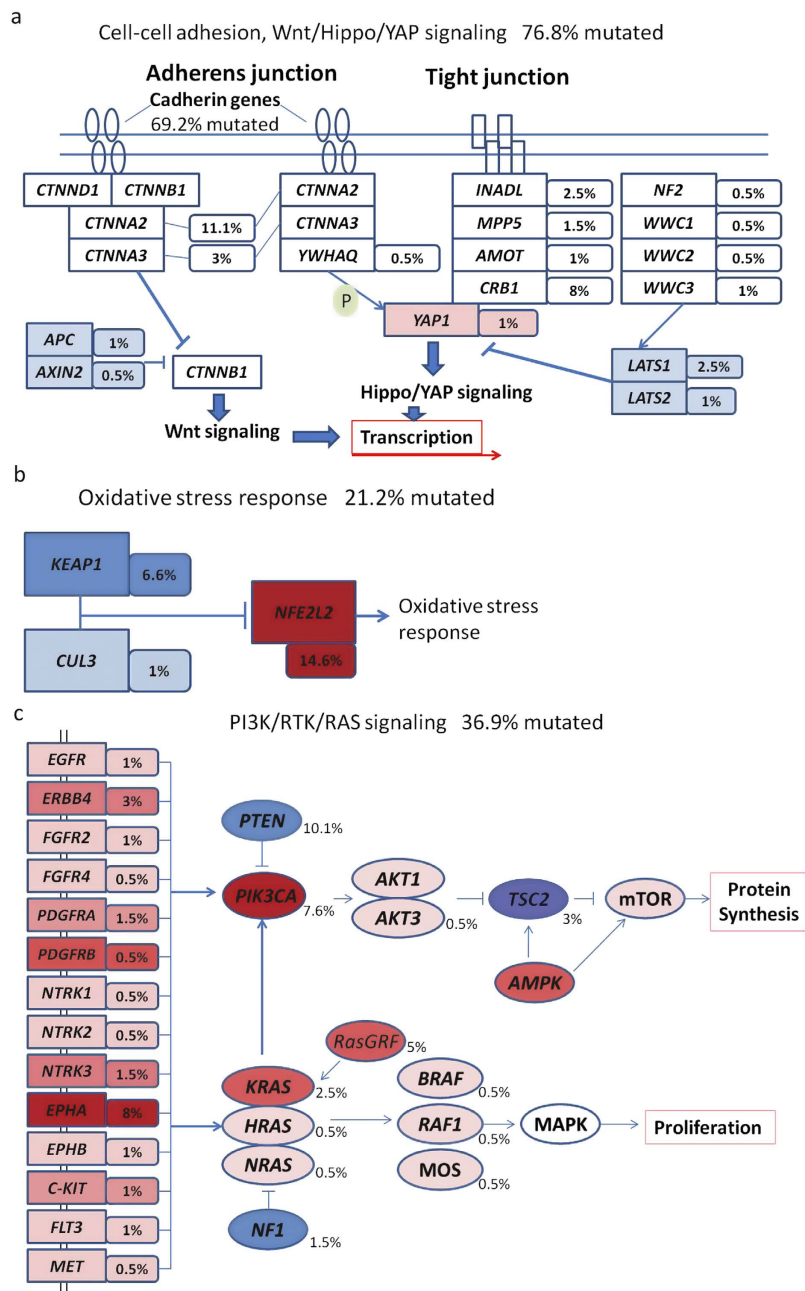 a
Cell-cell adhesion, Wnt/Hippo/YAP signaling 76.8% mutated
Adherens junction
Tight junction
Cadherin genes
69.2% mutated
CTNND1 CTNNB1
CTNNA2
CTNNA3
11.1%
3%
CTNNA2
CTNNA3
YWHAQ 0.5%
INADL 2.5%
MPP5 1.5%
AMOT 1%
CRB1 8%
NF2 0.5%
WWC1 0.5%
WWC2 0.5%
WWC3 1%
P
YAP1 1%
APC 1%
AXIN2 0.5%
CTNNB1
LATS1 2.5%
LATS2 1%
Hippo/YAP signaling
Wnt signaling
Transcription
b
Oxidative stress response 21.2% mutated
KEAP1
6.6%
NFE2L2
14.6%
Oxidative stress
response
CUL3
1%
c
PI3K/RTK/RAS signaling 36.9% mutated
EGFR 1%
ERBB4 3%
FGFR2 1%
FGFR4 0.5%
PDGFRA 1.5%
PDGFRB 0.5%
NTRK1 0.5%
NTRK2 0.5%
NTRK3 1.5%
EPHA 8%
EPHB 1%
C-KIT 1%
FLT3 1%
MET 0.5%
PTEN
10.1%
PIK3CA
7.6%
AKT1
AKT3
0.5%
TSC2
3%
mTOR
Protein
Synthesis
AMPK
RasGRF
5%
KRAS
2.5%
HRAS
0.5%
NRAS
0.5%
NF1
1.5%
BRAF
0.5%
RAF1
0.5%
MOS
0.5%
MAPK
Proliferation